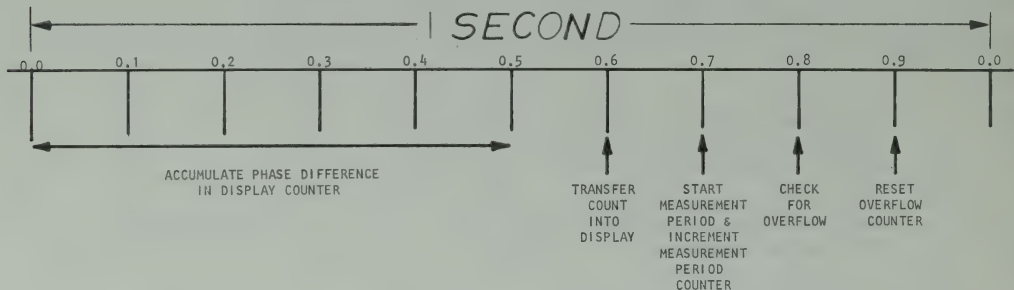 1 SECOND
0.0 0.1 0.2 0.3 0.4 0.5 0.6 0.7 0.8 0.9 0.0
ACCUMULATE PHASE DIFFERENCE
IN DISPLAY COUNTER
TRANSFER
COUNT
INTO
DISPLAY
START
MEASUREMENT
PERIOD &
INCREMENT
MEASUREMENT
PERIOD
COUNTER
CHECK
FOR
OVERFLOW
RESET
OVERFLOW
COUNTER